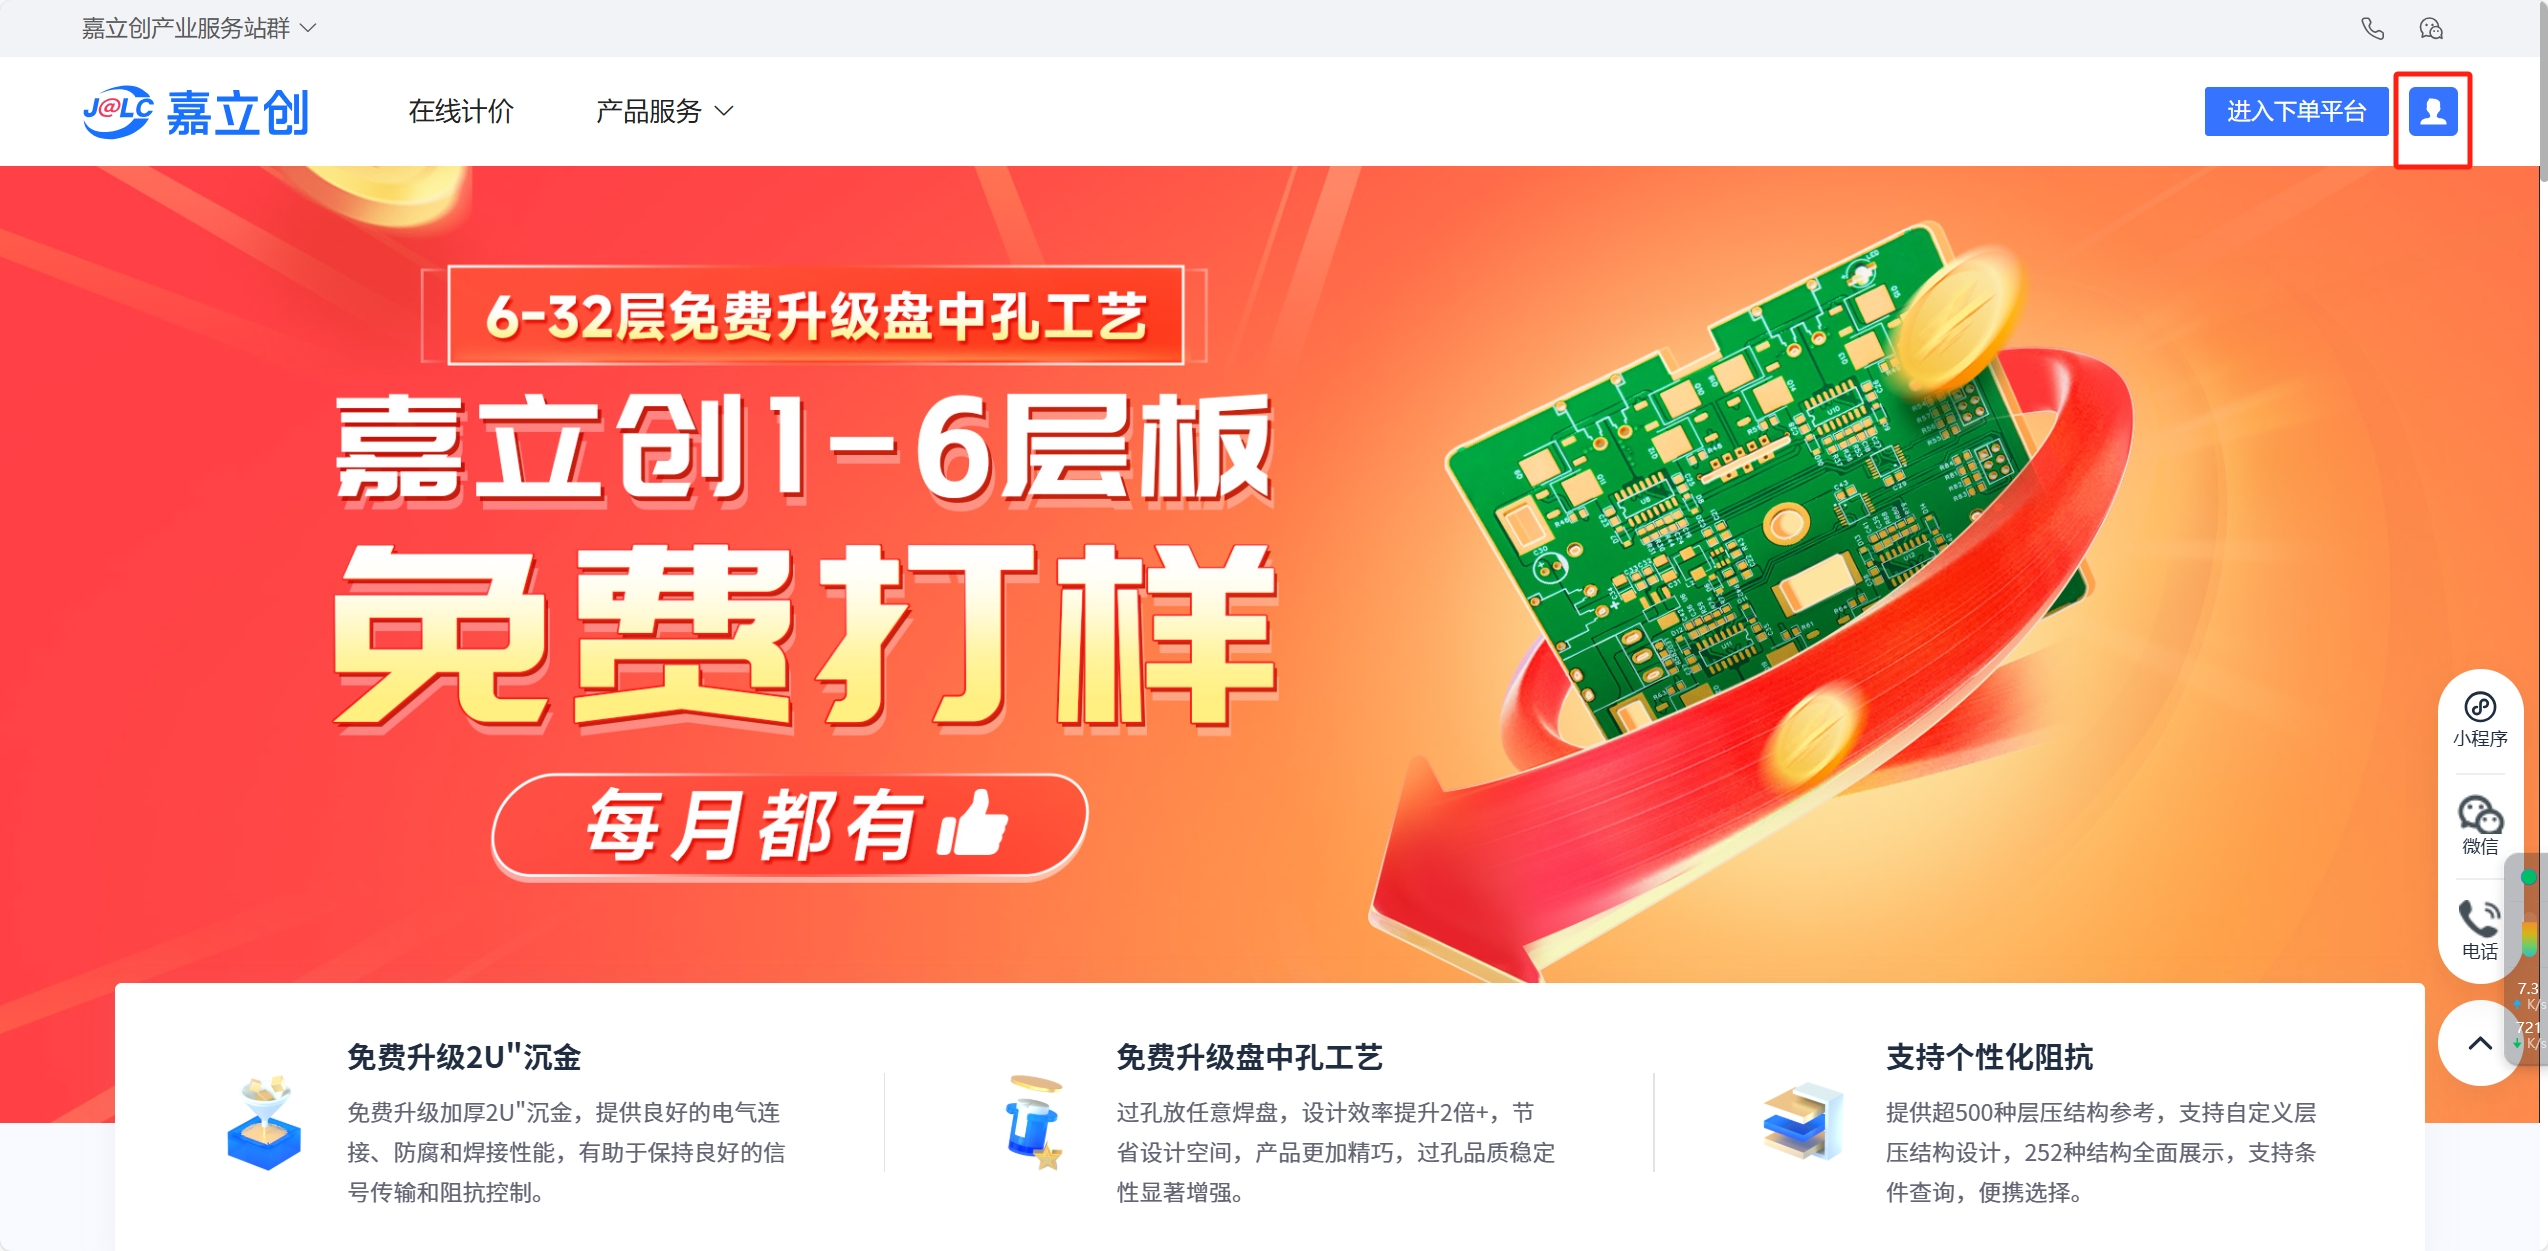 嘉立创产业服务站群
J@LC 嘉立创
在线计价
产品服务
进入下单平台
6-32层免费升级盘中孔工艺
嘉立创1-6层板
免费打样
每月都有
小程序
微信
电话
7.3
K/s
721
K/s
免费升级2U"沉金
免费升级加厚2U"沉金，提供良好的电气连
接、防腐和焊接性能，有助于保持良好的信
号传输和阻抗控制。
免费升级盘中孔工艺
过孔放任意焊盘，设计效率提升2倍+，节
省设计空间，产品更加精巧，过孔品质稳定
性显著增强。
支持个性化阻抗
提供超500种层压结构参考，支持自定义层
压结构设计，252种结构全面展示，支持条
件查询，便携选择。